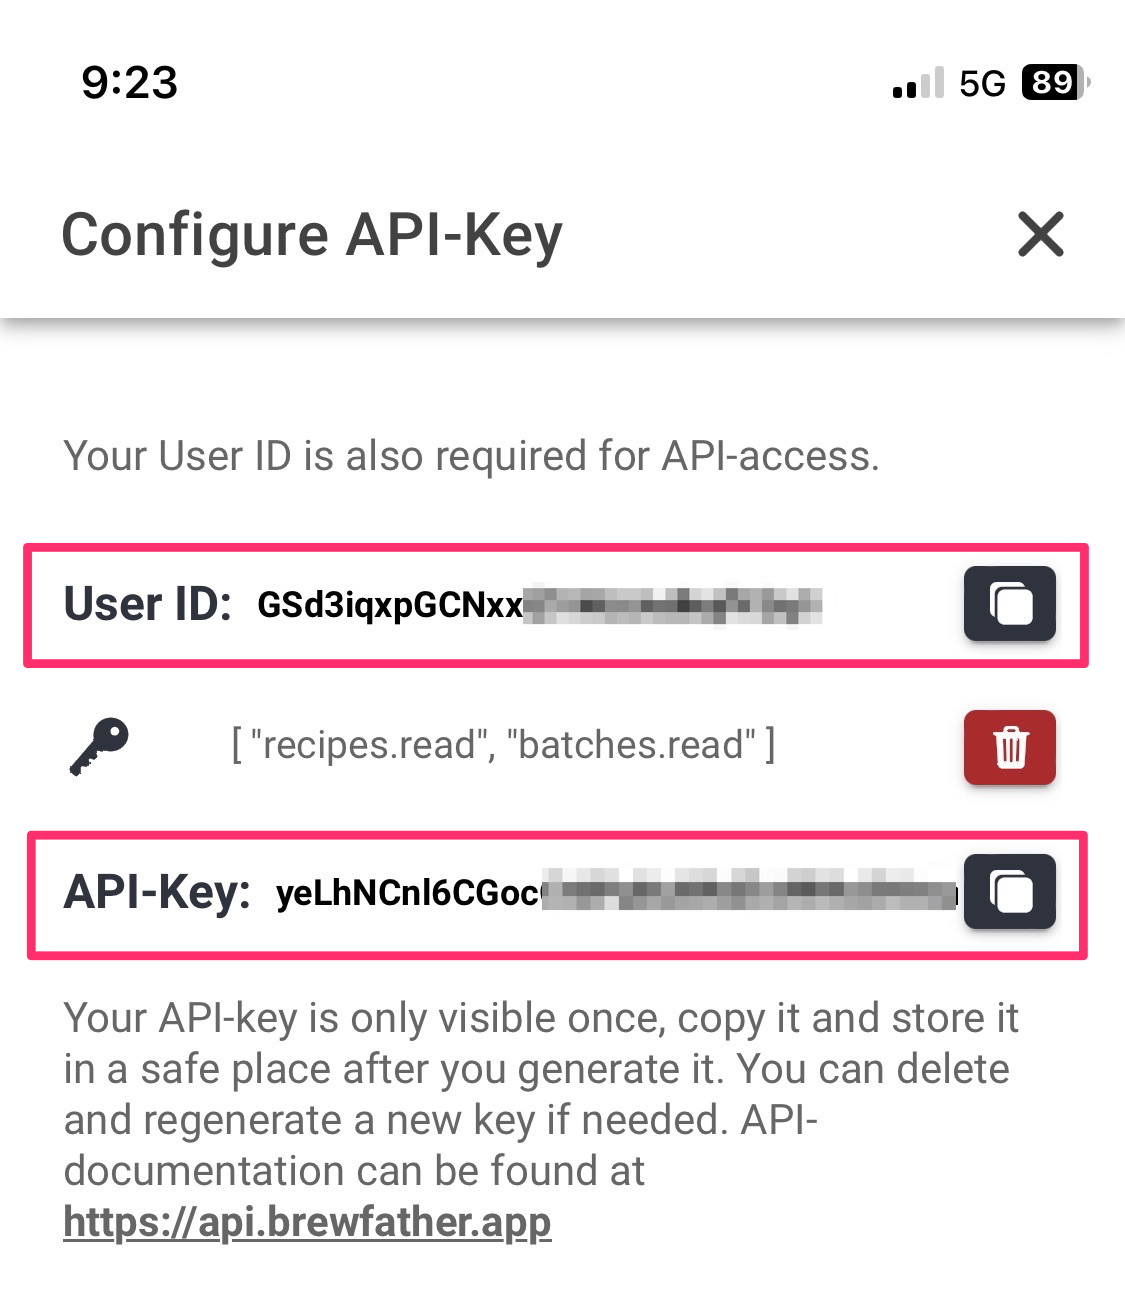 9:23
5G 89
Configure API-Key
Your User ID is also required for API-access.
User ID: GSd3iqxpGCNxx
[ "recipes.read", "batches.read" ]
API-Key: yeLhNCnl6CGoc
Your API-key is only visible once, copy it and store it
in a safe place after you generate it. You can delete
and regenerate a new key if needed. API-
documentation can be found at
https://api.brewfather.app